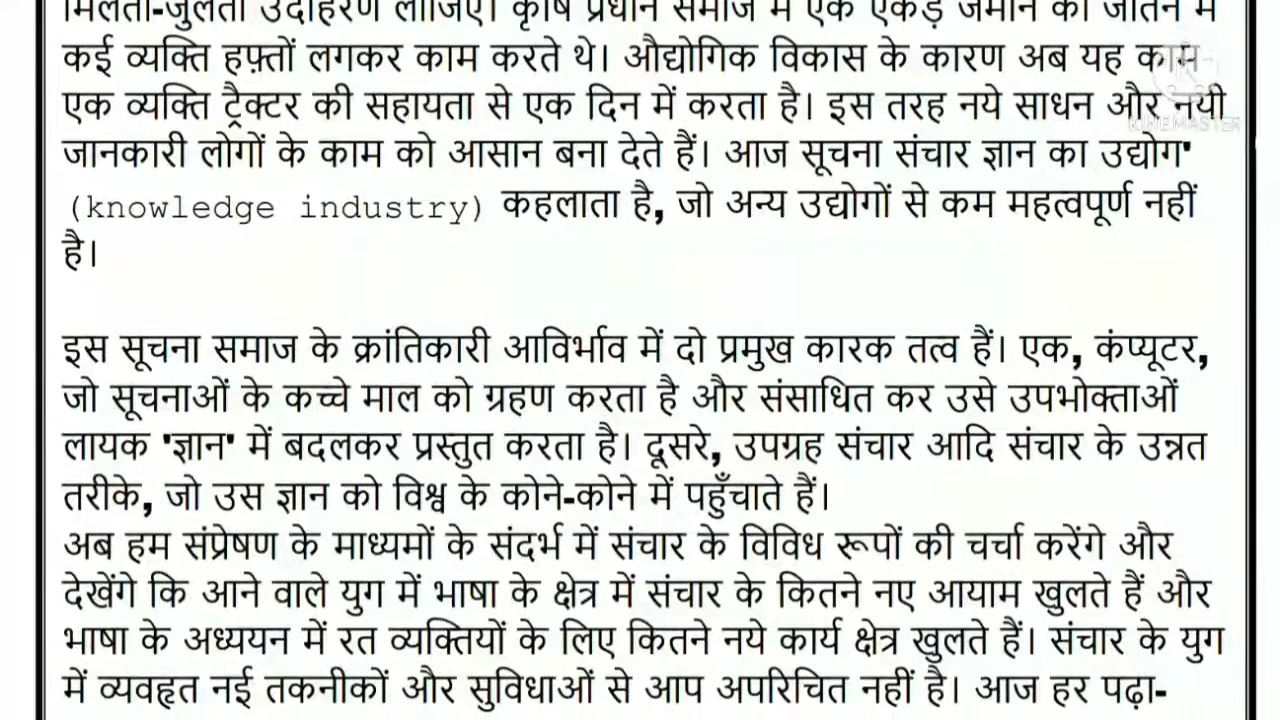 मिलता-जुलता उदाहरण लीजिए। कृषि प्रधान समाज में एक एकड़ जमीन को जोतने में
कई व्यक्ति हफ़्तों लगकर काम करते थे। औद्योगिक विकास के कारण अब यह काम
एक व्यक्ति ट्रैक्टर की सहायता से एक दिन में करता है। इस तरह नये साधन और नयी
जानकारी लोगों के काम को आसान बना देते हैं। आज सूचना संचार ज्ञान का उद्योग'
(knowledge industry) कहलाता है, जो अन्य उद्योगों से कम महत्वपूर्ण नहीं
है।
इस सूचना समाज के क्रांतिकारी आविर्भाव में दो प्रमुख कारक तत्व हैं। एक, कंप्यूटर,
जो सूचनाओं के कच्चे माल को ग्रहण करता है और संसाधित कर उसे उपभोक्ताओं
लायक 'ज्ञान' में बदलकर प्रस्तुत करता है। दूसरे, उपग्रह संचार आदि संचार के उन्नत
तरीके, जो उस ज्ञान को विश्व के कोने-कोने में पहुँचाते हैं।
अब हम संप्रेषण के माध्यमों के संदर्भ में संचार के विविध रूपों की चर्चा करेंगे और
देखेंगे कि आने वाले युग में भाषा के क्षेत्र में संचार के कितने नए आयाम खुलते हैं और
भाषा के अध्ययन में रत व्यक्तियों के लिए कितने नये कार्य क्षेत्र खुलते हैं। संचार के युग
में व्यवहृत नई तकनीकों और सुविधाओं से आप अपरिचित नहीं है। आज हर पढ़ा-
KINEMASTER